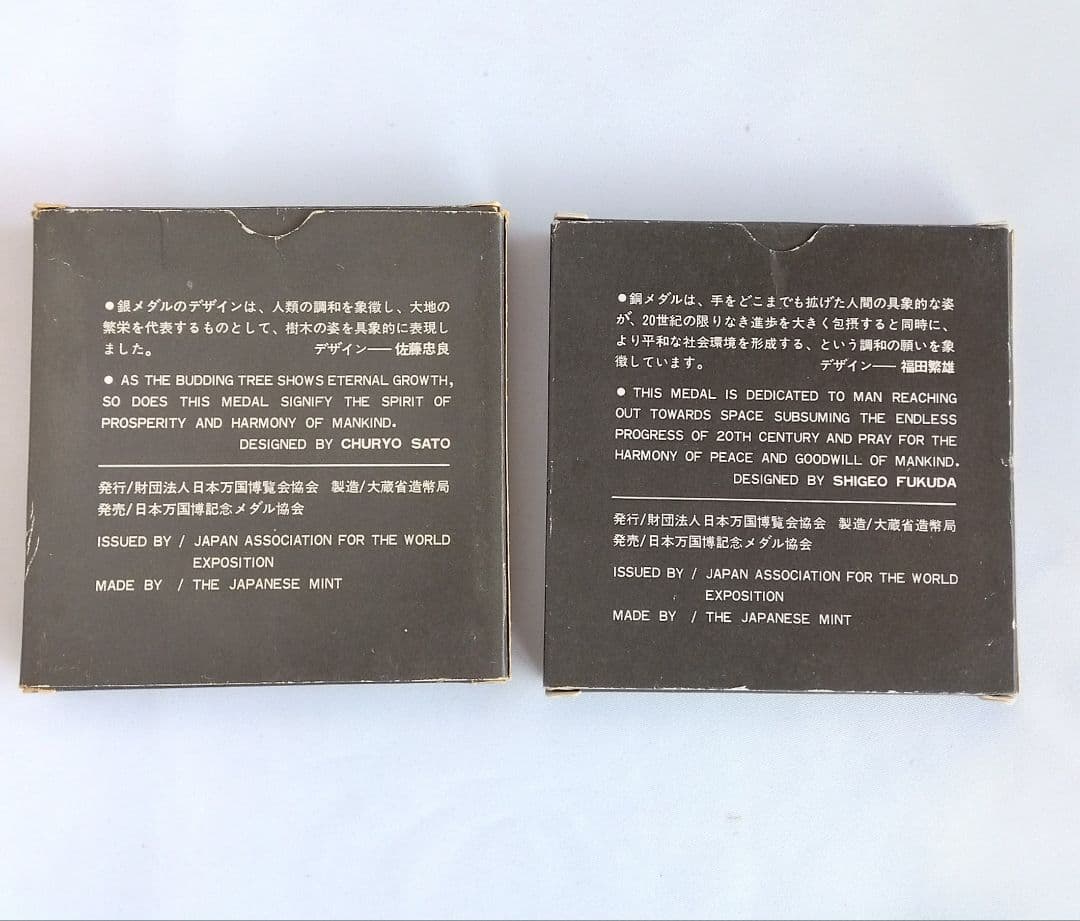 ●銀メダルのデザインは、人類の調和を象徴し、大地の
繁栄を代表するものとして、樹木の姿を具象的に表現し
ました。 デザイン──佐藤忠良
● AS THE BUDDING TREE SHOWS ETERNAL GROWTH,
SO DOES THIS MEDAL SIGNIFY THE SPIRIT OF
PROSPERITY AND HARMONY OF MANKIND.
DESIGNED BY CHURYO SATO
発行/財団法人日本万国博覧会協会 製造/大蔵省造幣局
発売/日本万国博記念メダル協会
ISSUED BY / JAPAN ASSOCIATION FOR THE WORLD
EXPOSITION
MADE BY / THE JAPANESE MINT
●銅メダルは、手をどこまでも拡げた人間の具象的な姿
が、20世紀の限りなき進歩を大きく包摂すると同時に、
より平和な社会環境を形成する、という調和の願いを象
徴しています。 デザイン──福田繁雄
● THIS MEDAL IS DEDICATED TO MAN REACHING
OUT TOWARDS SPACE SUBSUMING THE ENDLESS
PROGRESS OF 20TH CENTURY AND PRAY FOR THE
HARMONY OF PEACE AND GOODWILL OF MANKIND.
DESIGNED BY SHIGEO FUKUDA
発行/財団法人日本万国博覧会協会 製造/大蔵省造幣局
発売/日本万国博記念メダル協会
ISSUED BY / JAPAN ASSOCIATION FOR THE WORLD
EXPOSITION
MADE BY / THE JAPANESE MINT